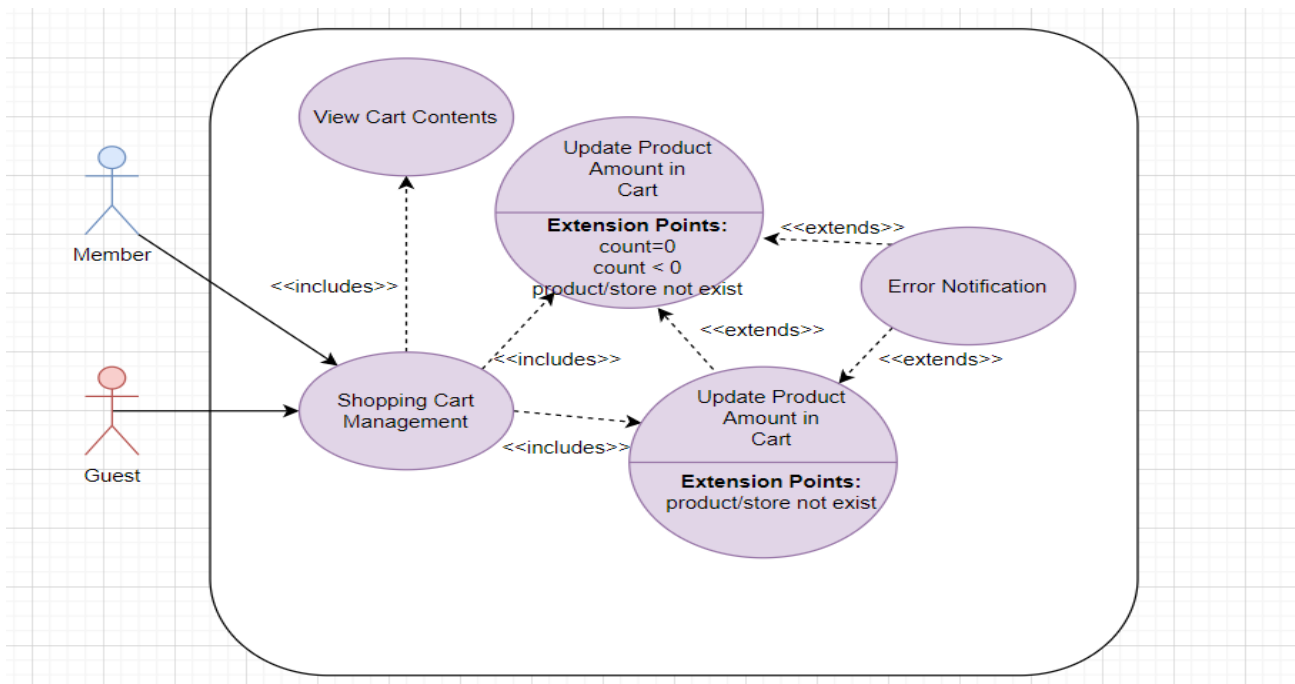 View Cart Contents
Update Product
Amount in
Cart
Extension Points:
count=0
count < 0
product/store not exist
<<extends>>
Member
Error Notification
<<includes>>
<<extends>>
<<includes>>
<<extends>>
Shopping Cart
Management
Update Product
Amount in
Cart
<<includes>>
Guest
Extension Points:
product/store not exist